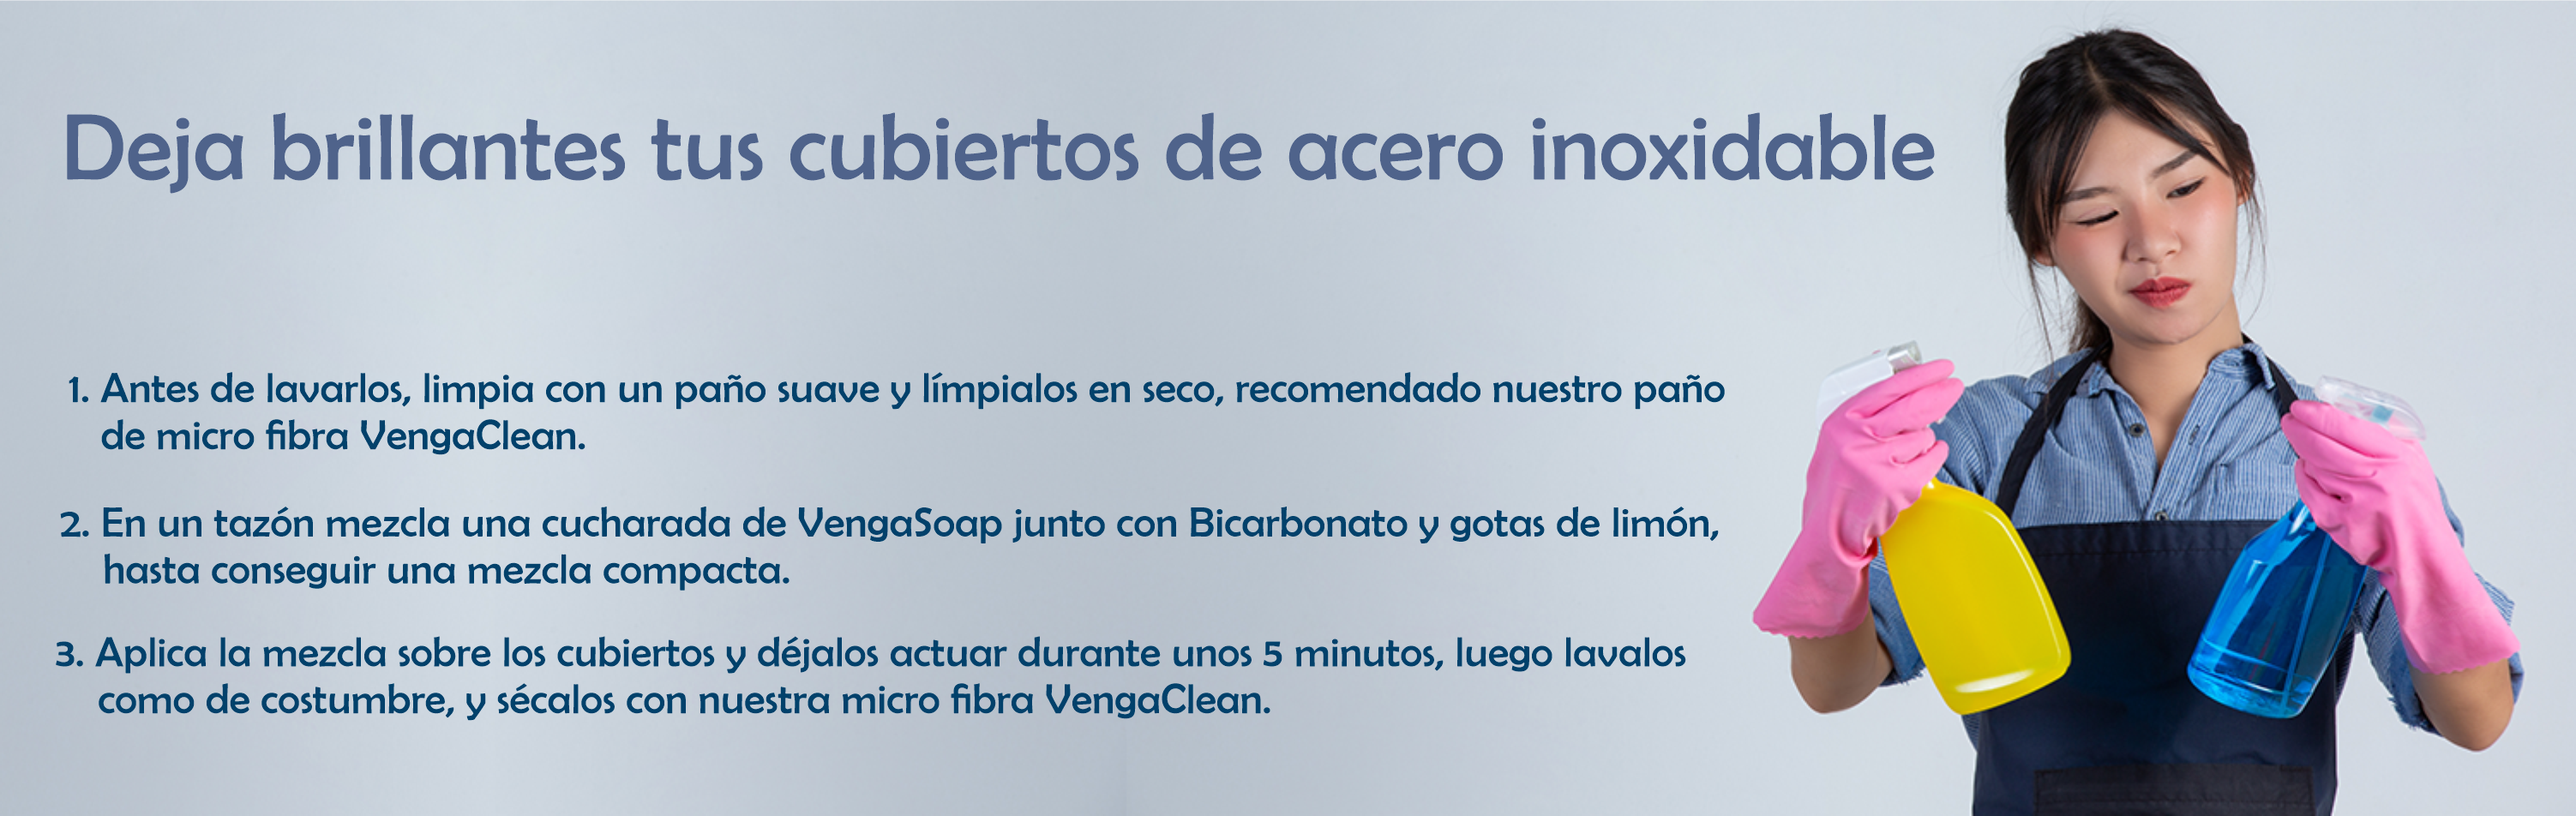 Deja brillantes tus cubiertos de acero inoxidable
1. Antes de lavarlos, limpia con un paño suave y límpialos en seco, recomendado nuestro paño
de micro fibra VengaClean.
2. En un tazón mezcla una cucharada de VengaSoap junto con Bicarbonato y gotas de limón,
hasta conseguir una mezcla compacta.
3. Aplica la mezcla sobre los cubiertos y déjalos actuar durante unos 5 minutos, luego lavalos
como de costumbre, y sécalos con nuestra micro fibra VengaClean.